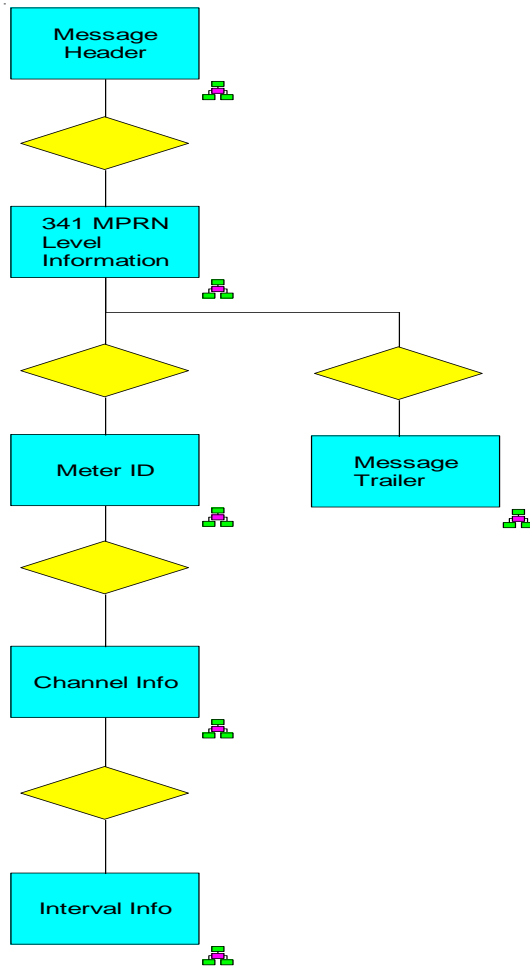 Message
Header
341 MPRN
Level
Information
Meter ID
Message
Trailer
Channel Info
Interval Info